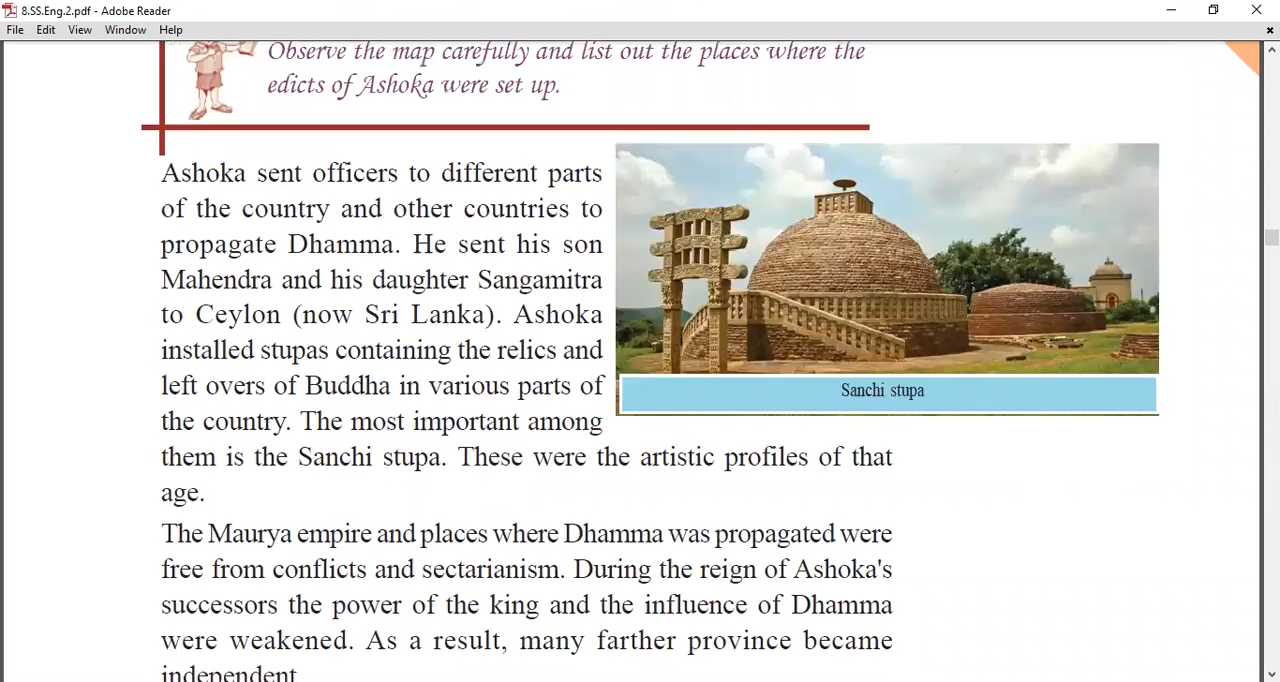 8.SS.Eng.2.pdf - Adobe Reader
File Edit View Window Help
Observe the map carefully and list out the places where the
edicts of Ashoka were set up.
Ashoka sent officers to different parts
of the country and other countries to
propagate Dhamma. He sent his son
Mahendra and his daughter Sangamitra
to Ceylon (now Sri Lanka). Ashoka
installed stupas containing the relics and
left overs of Buddha in various parts of
the country. The most important among
them is the Sanchi stupa. These were the artistic profiles of that
age.
Sanchi stupa
The Maurya empire and places where Dhamma was propagated were
free from conflicts and sectarianism. During the reign of Ashoka's
successors the power of the king and the influence of Dhamma
were weakened. As a result, many farther province became
independent